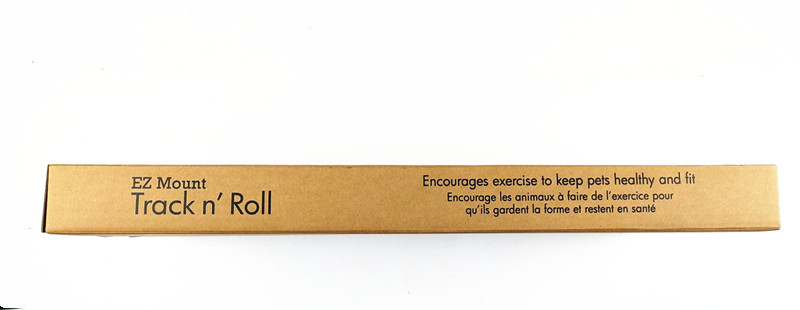 EZ Mount
Track n' Roll
Encourages exercise to keep pets healthy and fit
Encourage les animaux à faire de l'exercice pour
qu'ils gardent la forme et restent en santé